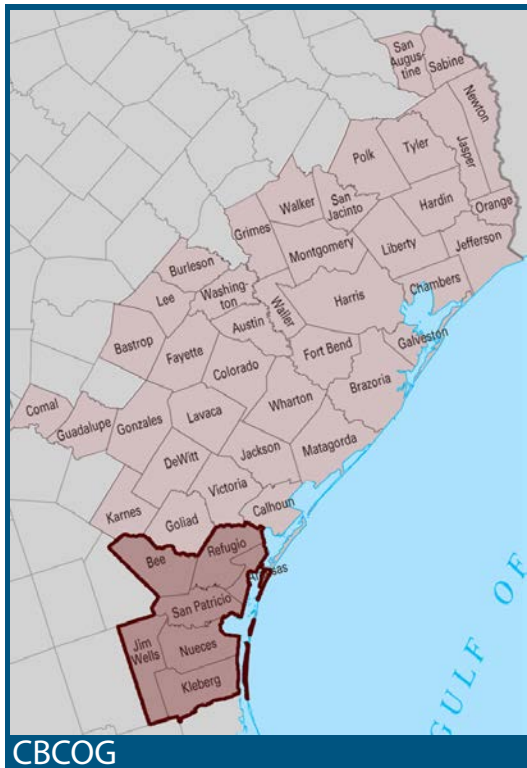 San
Augus-
tine
Sabine
Newton
Jasper
Polk
Tyler
Walker
San
Jacinto
Hardin
Orange
Grimes
Montgomery
Liberty
Jefferson
Burleson
Washing-
ton
Waller
Harris
Chambers
Lee
Austin
Galveston
Bastrop
Fayette
Colorado
Fort Bend
Brazoria
Comal
Guadalupe
Gonzales
Lavaca
Wharton
DeWitt
Jackson
Matagorda
Victoria
Karnes
Goliad
Calhoun
Bee
Refugio
San Patricio
Jim
Wells
Nueces
Kleberg
GULF OF
CBCOG